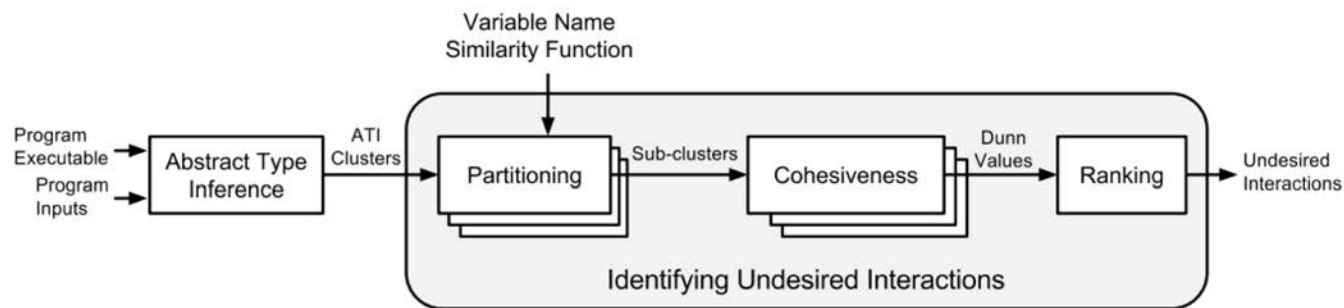 Variable Name
Similarity Function
Program
Executable
Program
Inputs
Abstract Type
Inference
ATI
Clusters
Partitioning
Sub-clusters
Cohesiveness
Dunn
Values
Ranking
Undesired
Interactions
Identifying Undesired Interactions